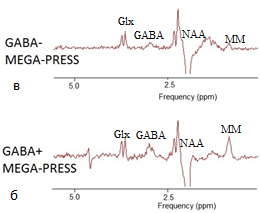 Glx GABA NAA MM
GABA-
MEGA-PRESS
в
5.0 2.5
Frequency (ppm)
Glx GABA NAA MM
GABA+
MEGA-PRESS
б
5.0 2.5
Frequency (ppm)